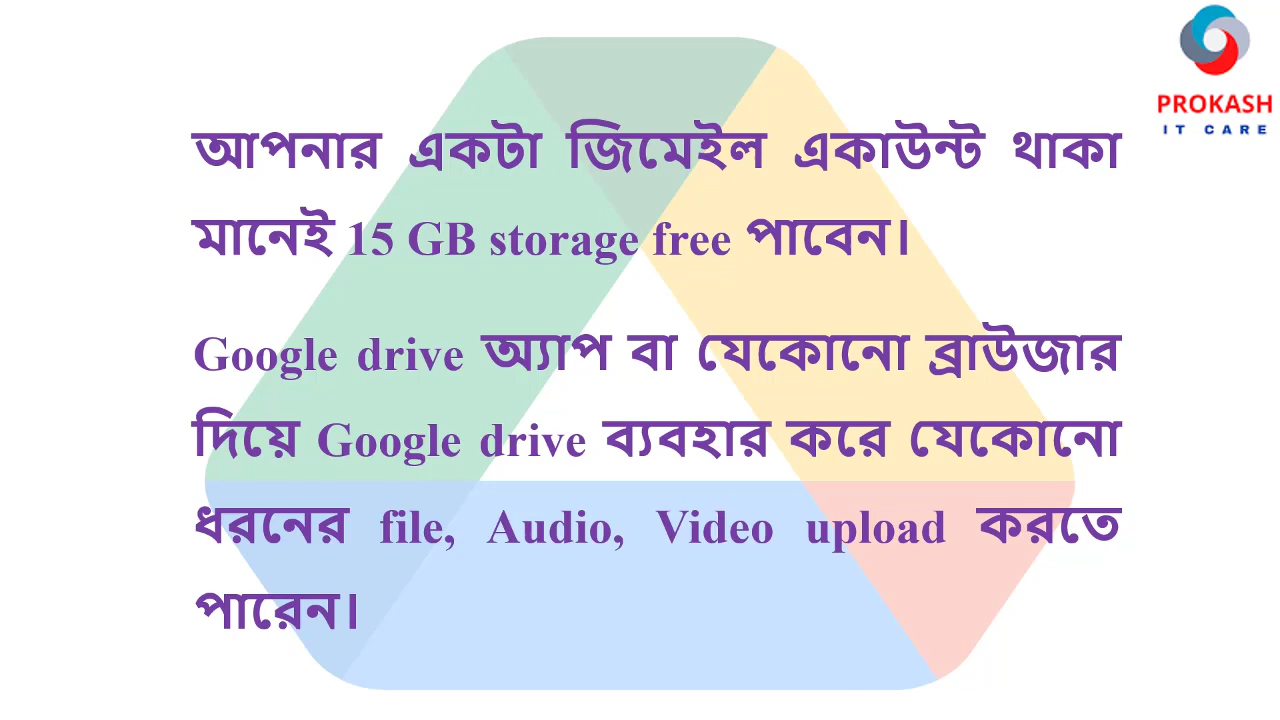 PROKASH
IT CARE
আপনার একটা জিমেইল একাউন্ট থাকা
মানেই 15 GB storage free পাবেন।
Google drive অ্যাপ বা যেকোনো ব্রাউজার
দিয়ে Google drive ব্যবহার করে যেকোনো
ধরনের file, Audio, Video upload করতে
পারেন।